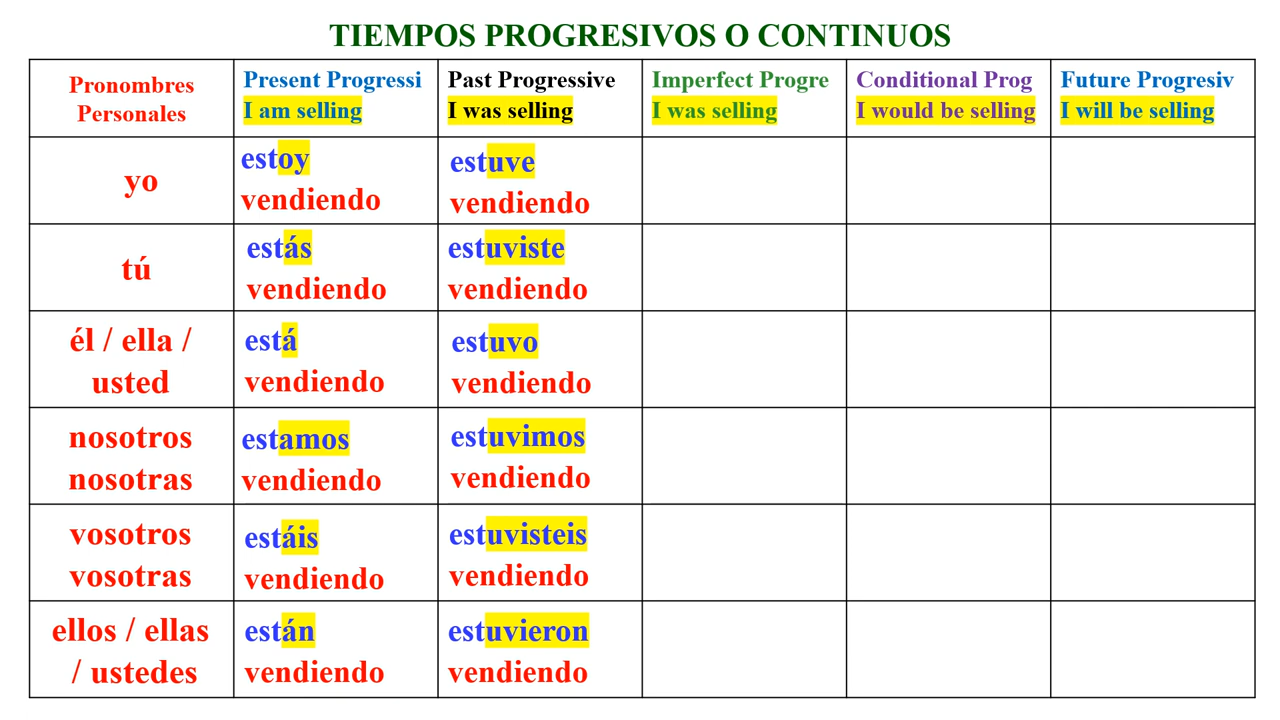 TIEMPOS PROGRESIVOS O CONTINUOS
Pronombres
Personales
Present Progressi
I am selling
Past Progressive
I was selling
Imperfect Progre
I was selling
Conditional Prog
I would be selling
Future Progresiv
I will be selling
yo
estoy
vendiendo
estuve
vendiendo
tú
estás
vendiendo
estuviste
vendiendo
él / ella /
usted
está
vendiendo
estuvo
vendiendo
nosotros
nosotras
estamos
vendiendo
estuvimos
vendiendo
vosotros
vosotras
estáis
vendiendo
estuvisteis
vendiendo
ellos / ellas
/ ustedes
están
vendiendo
estuvieron
vendiendo